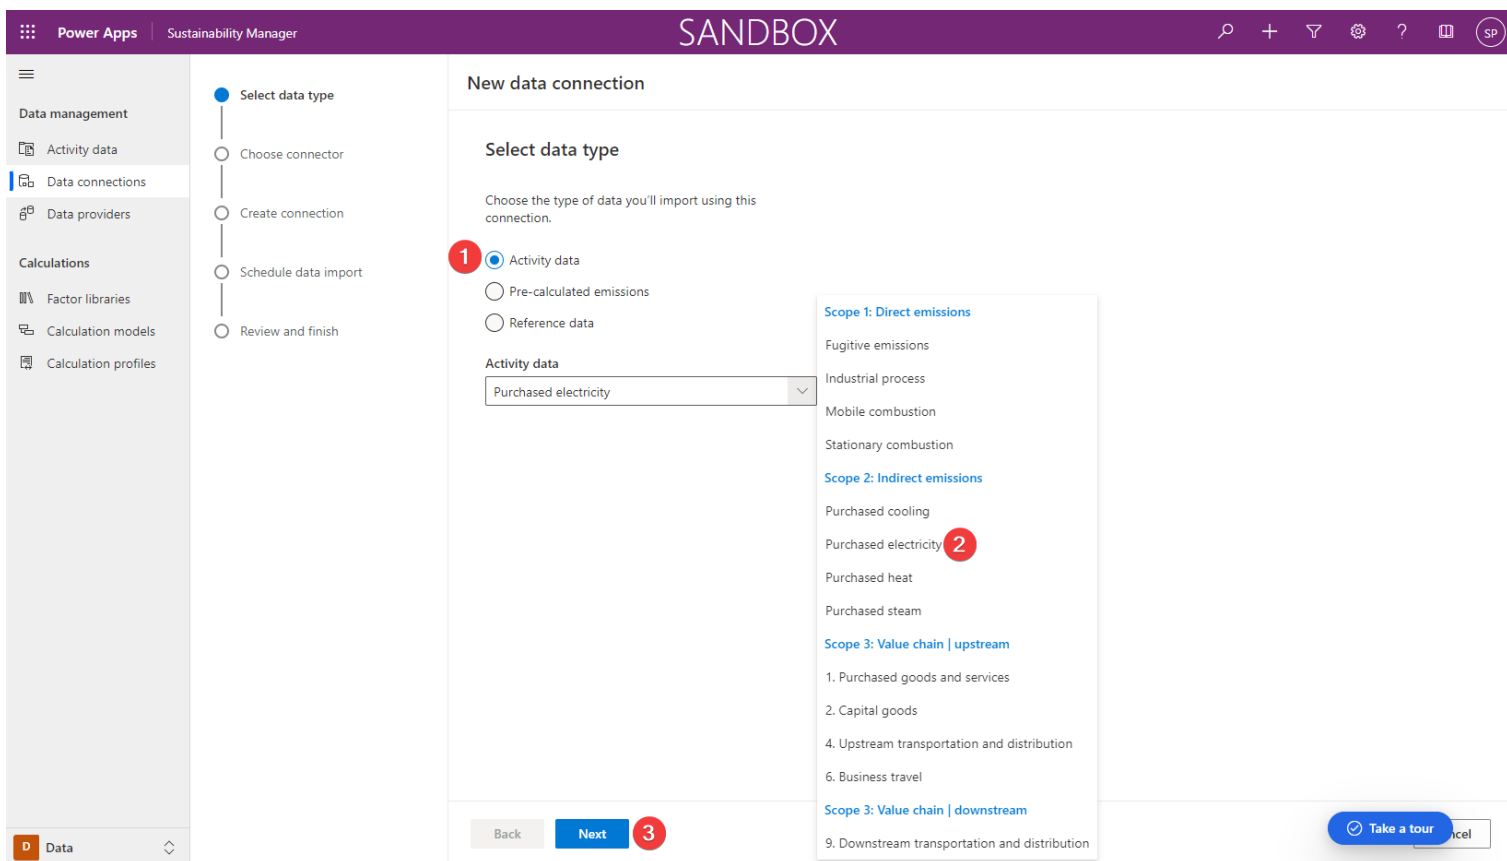 Power Apps
Sustainability Manager
SANDBOX
SP
Data management
Activity data
Data connections
Data providers
Calculations
Factor libraries
Calculation models
Calculation profiles
D Data
Select data type
Choose connector
Create connection
Schedule data import
Review and finish
New data connection
Select data type
Choose the type of data you'll import using this
connection.
1 Activity data
Pre-calculated emissions
Reference data
Activity data
Purchased electricity
Scope 1: Direct emissions
Fugitive emissions
Industrial process
Mobile combustion
Stationary combustion
Scope 2: Indirect emissions
Purchased cooling
Purchased electricity 2
Purchased heat
Purchased steam
Scope 3: Value chain | upstream
1. Purchased goods and services
2. Capital goods
4. Upstream transportation and distribution
6. Business travel
Scope 3: Value chain | downstream
9. Downstream transportation and distribution
Back
Next 3
Take a tour
ncel